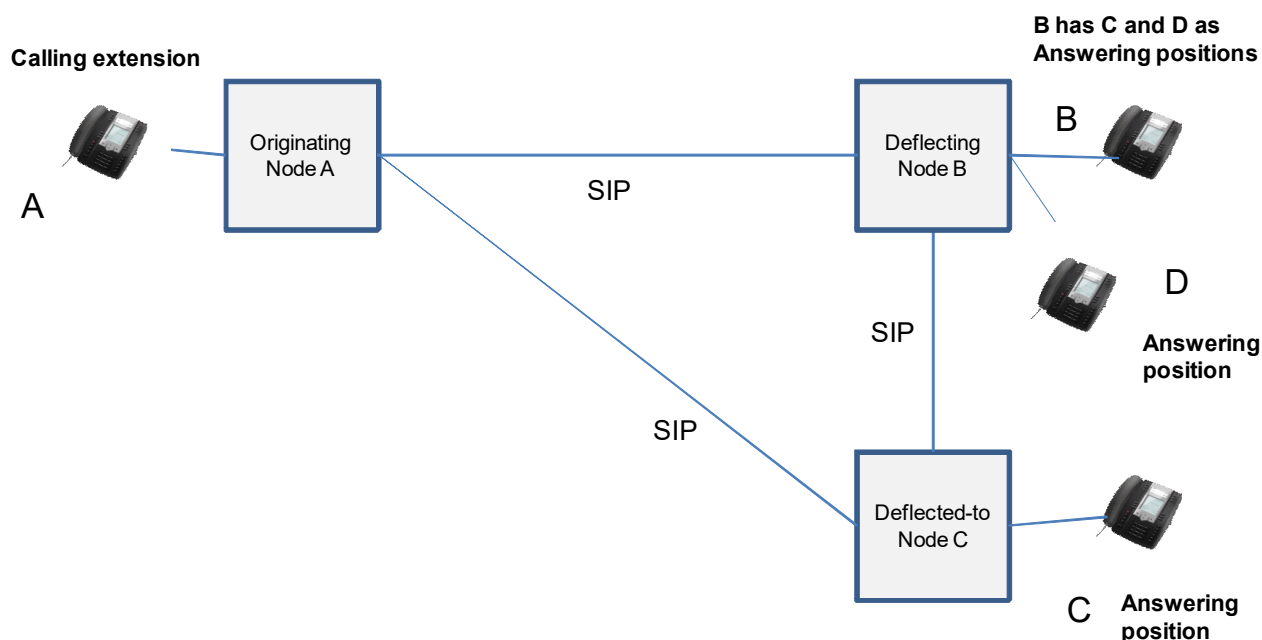 B has C and D as
Answering positions
Calling extension
A
Originating
Node A
SIP
Deflecting
Node B
B
D
Answering
position
SIP
SIP
Deflected-to
Node C
C
Answering
position